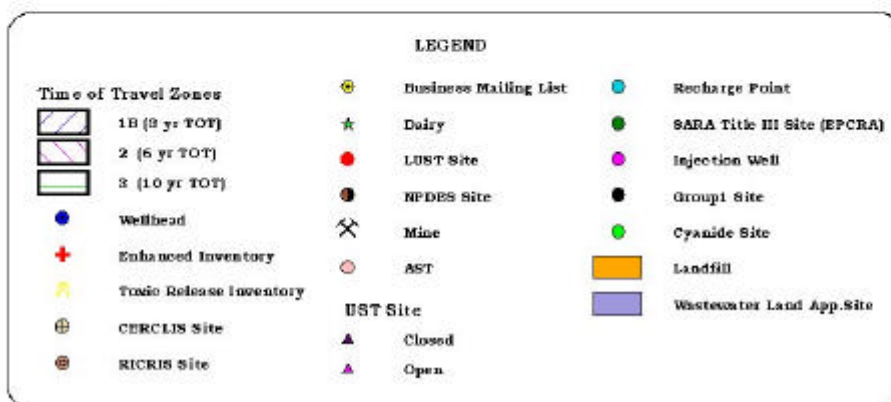 LEGEND
Time of Travel Zones
1B (3 yr TOT)
2 (6 yr TOT)
3 (10 yr TOT)
Wellhead
Enhanced Inventory
Toxic Release Inventory
CERCLIS Site
RICRIS Site
Business Mailing List
Dairy
LUST Site
NPDES Site
Mine
AST
UST Site
Closed
Open
Recharge Point
SARA Title III Site (EPCRA)
Injection Well
Group1 Site
Cyanide Site
Landfill
Wastewater Land App.Site